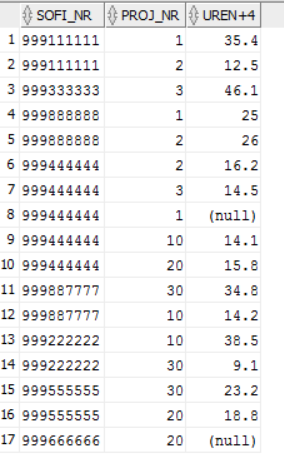 SOFI_NR PROJ_NR UREN+4
1 999111111 1 35.4
2 999111111 2 12.5
3 999333333 3 46.1
4 999888888 1 25
5 999888888 2 26
6 999444444 2 16.2
7 999444444 3 14.5
8 999444444 1 (null)
9 999444444 10 14.1
10 999444444 20 15.8
11 999887777 30 34.8
12 999887777 10 14.2
13 999222222 10 38.5
14 999222222 30 9.1
15 999555555 30 23.2
16 999555555 20 18.8
17 999666666 20 (null)